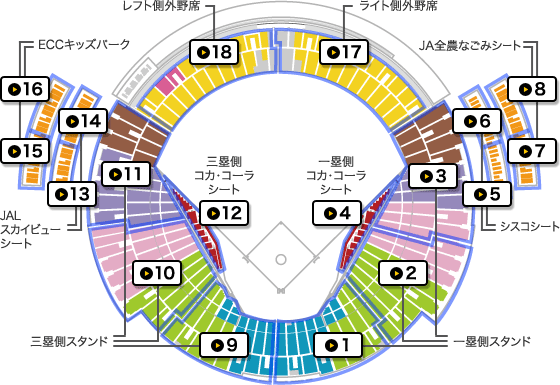 レフト側外野席
ライト側外野席
ECCキッズパーク
JA全農なごみシート
18
17
16
8
14
6
15
7
11
3
三塁側
コカ・コーラ
シート
一塁側
コカ・コーラ
シート
13
5
12
4
JAL
スカイビュー
シート
シスコシート
10
2
三塁側スタンド
一塁側スタンド
9
1